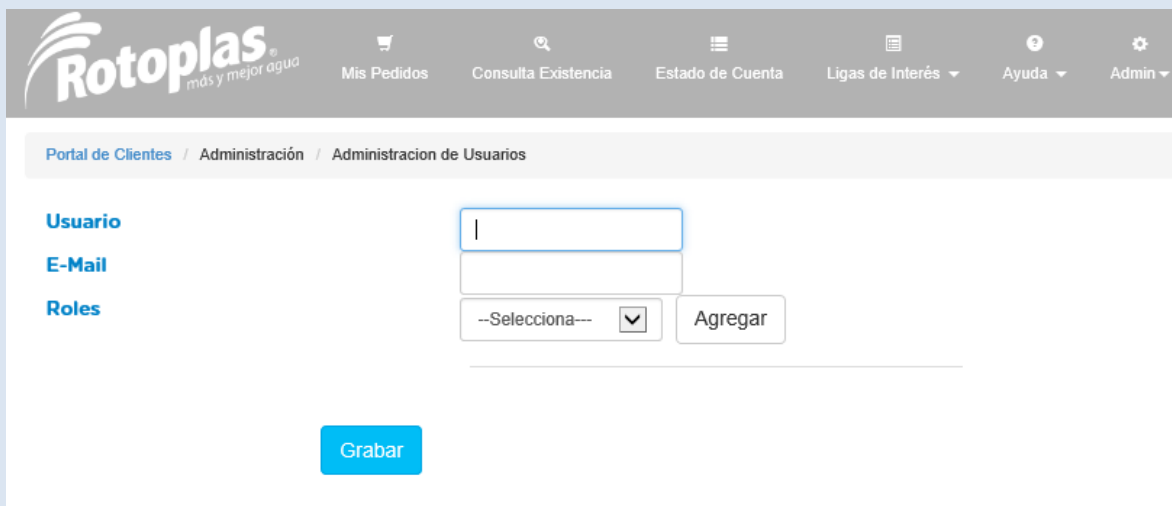 Rotoplas®
más y mejor agua
Mis Pedidos
Consulta Existencia
Estado de Cuenta
Ligas de Interés
Ayuda
Admin
Portal de Clientes / Administración / Administracion de Usuarios
Usuario
E-Mail
Roles
--Selecciona---
Agregar
Grabar